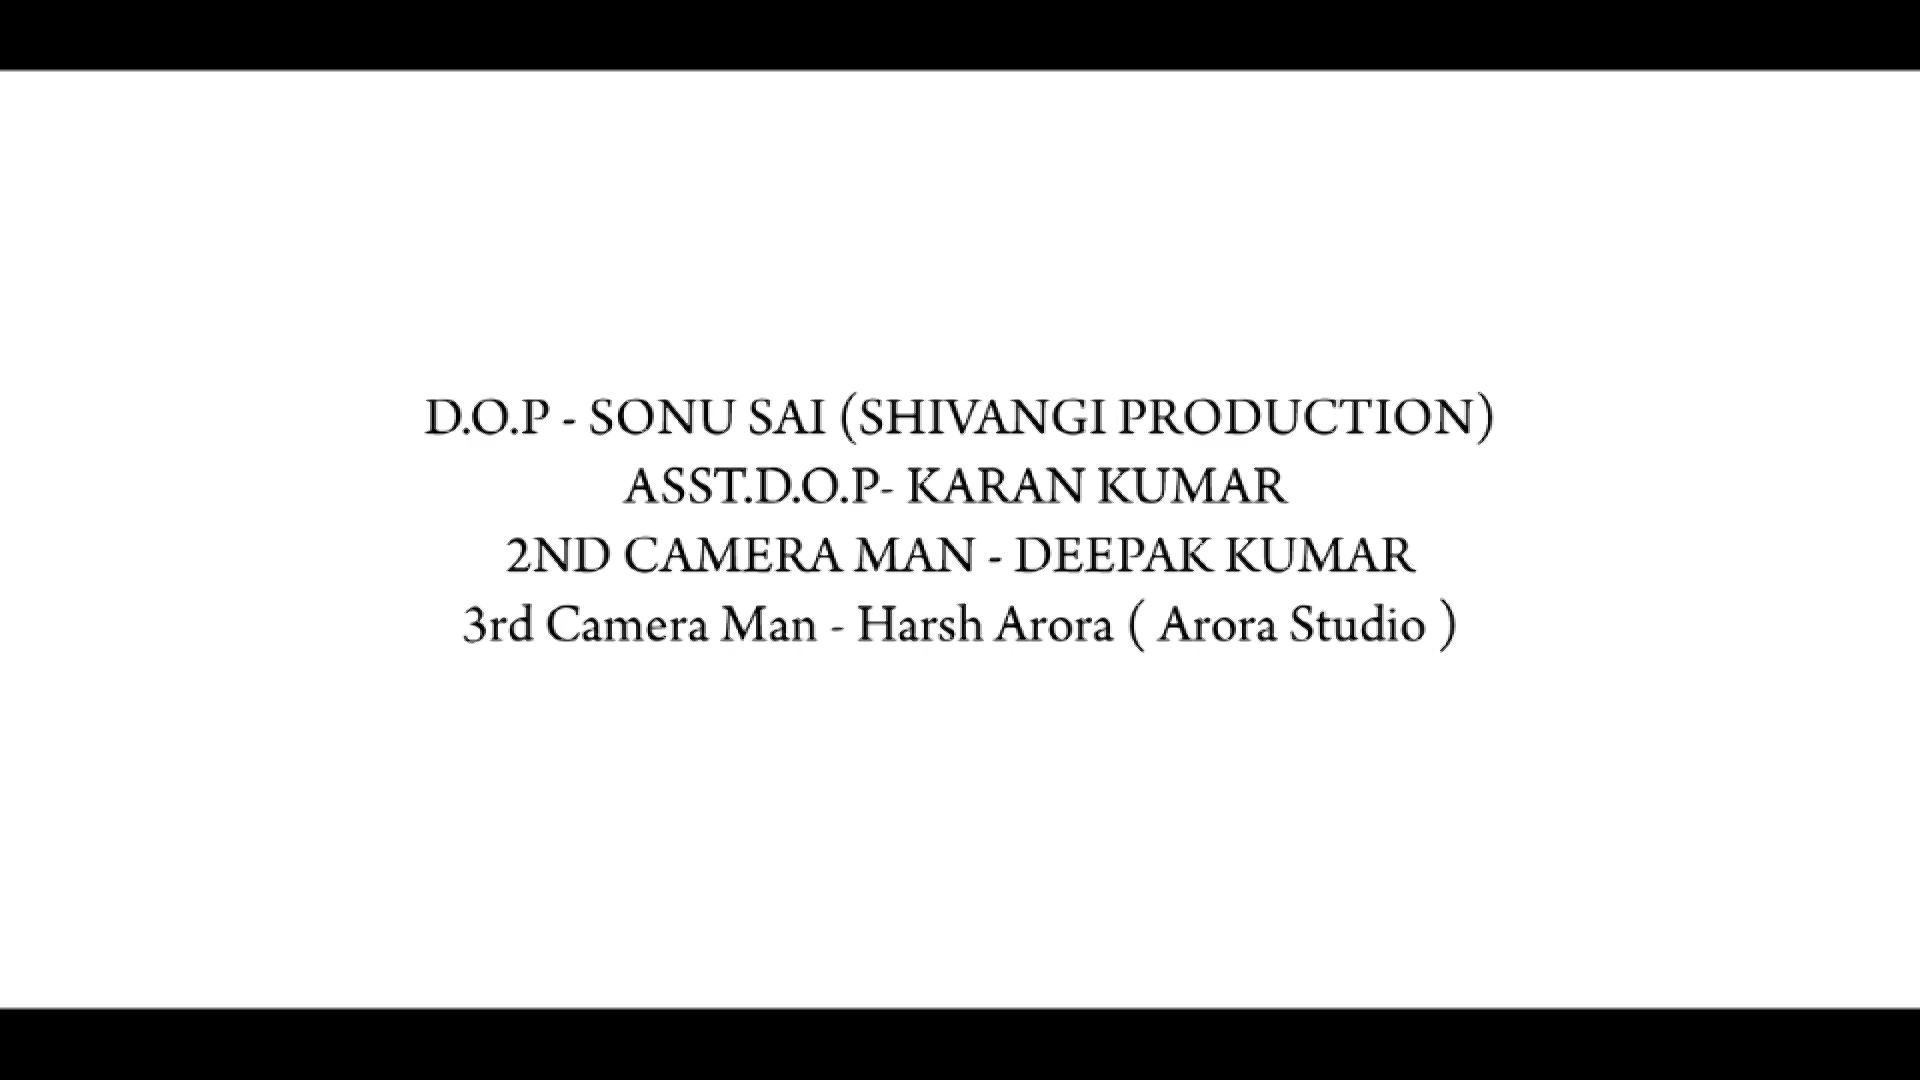 D.O.P - SONU SAI (SHIVANGI PRODUCTION)
ASST.D.O.P- KARAN KUMAR
2ND CAMERA MAN - DEEPAK KUMAR
3rd Camera Man - Harsh Arora ( Arora Studio )